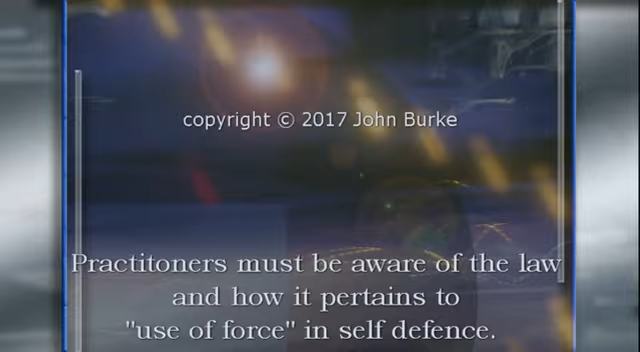 copyright © 2017 John Burke
Practitoners must be aware of the law
and how it pertains to
"use of force" in self defence.